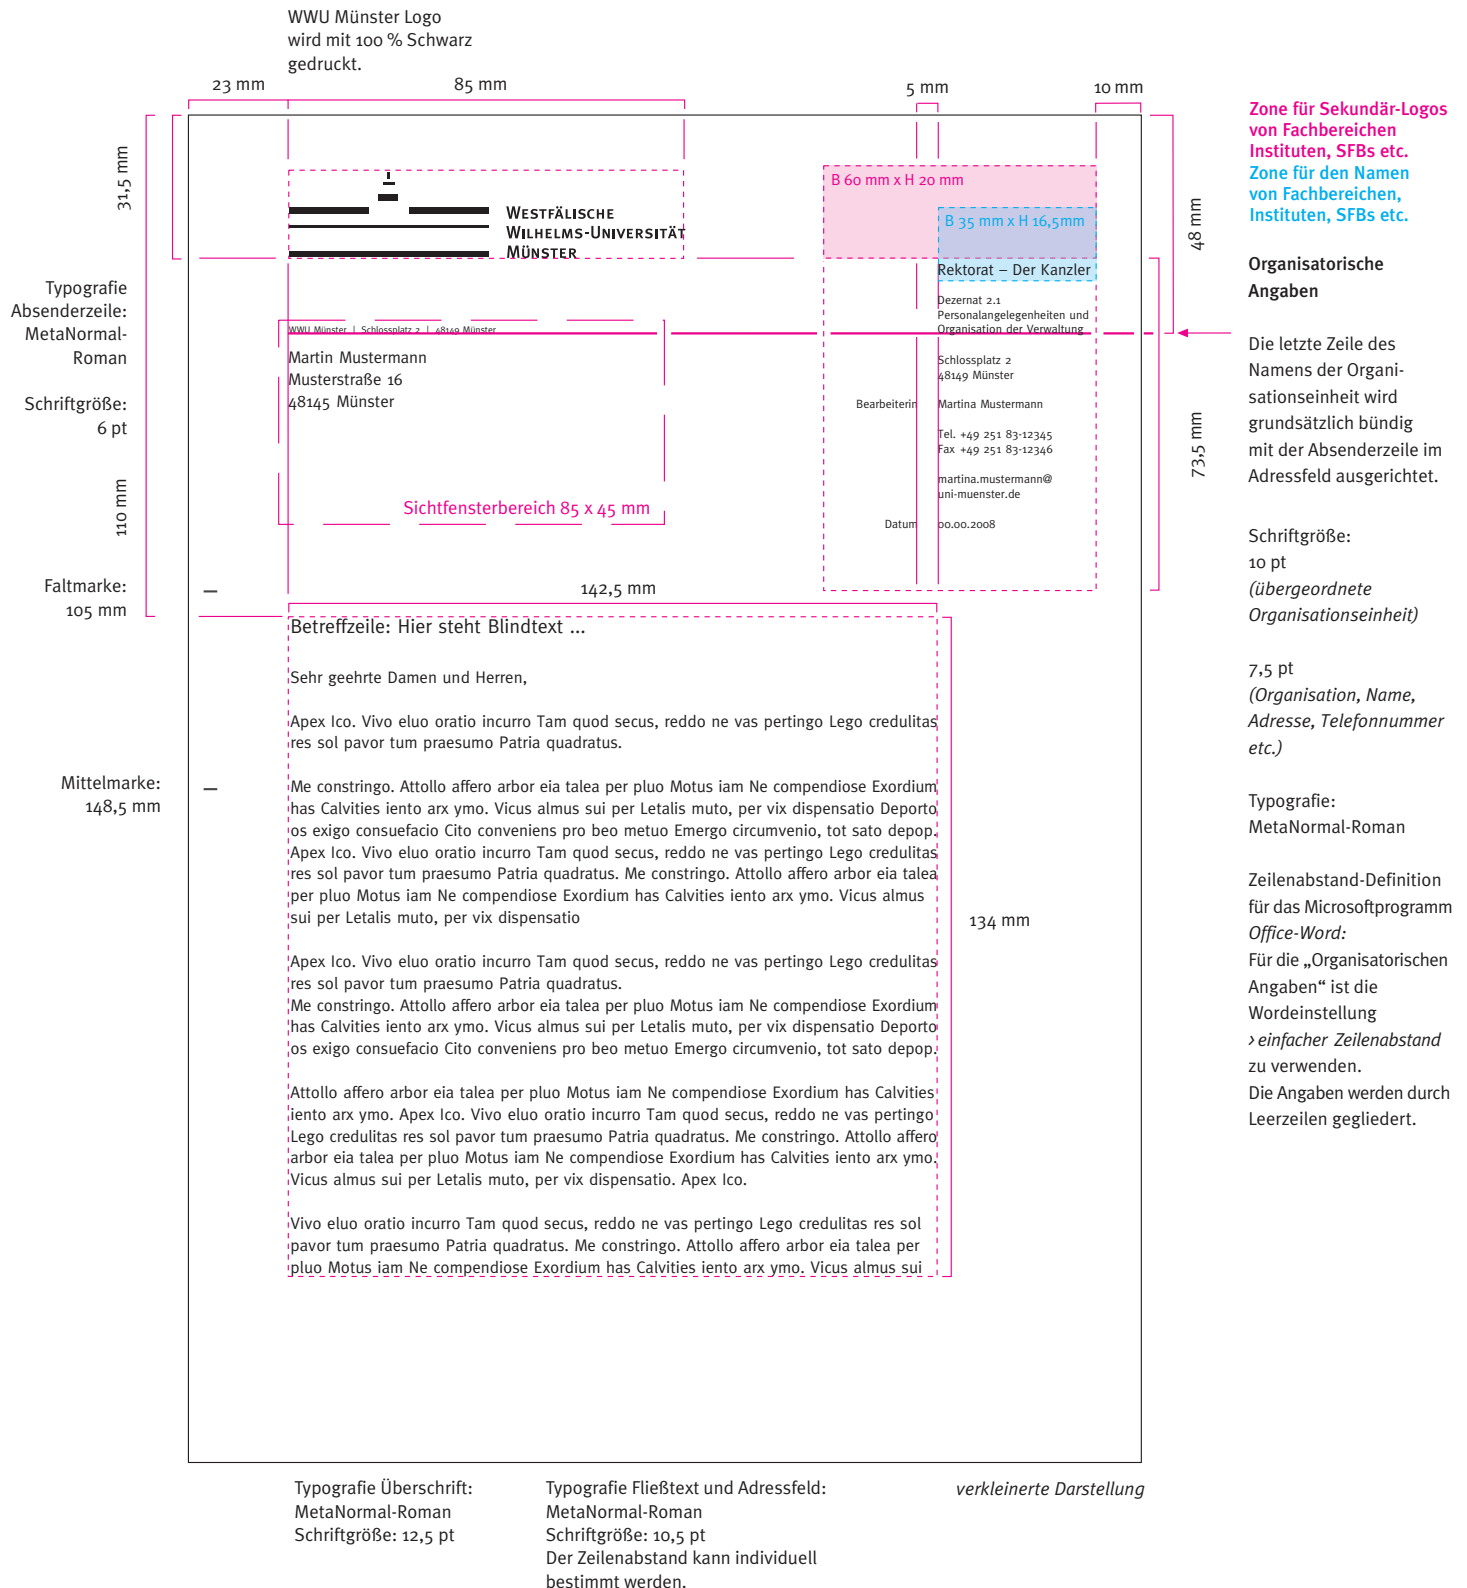 WWU Münster Logo
wird mit 100 % Schwarz
gedruckt.
23 mm
85 mm
5 mm
10 mm
31,5 mm
110 mm
48 mm
73,5 mm
Typografie
Absenderzeile:
MetaNormal-
Roman
Schriftgröße:
6 pt
Faltmarke:
105 mm
Mittelmarke:
148,5 mm
WESTFÄLISCHE
WILHELMS-UNIVERSITÄT
MÜNSTER
B 60 mm x H 20 mm
B 35 mm x H 16,5mm
Rektorat – Der Kanzler
Dezernat 2.1
Personalangelegenheiten und
Organisation der Verwaltung
Schlossplatz 2
48149 Münster
Bearbeiterin Martina Mustermann
Tel. +49 251 83-12345
Fax +49 251 83-12346
martina.mustermann@
uni-muenster.de
Datum 00.00.2008
WWU Münster | Schlossplatz 2 | 48149 Münster
Martin Mustermann
Musterstraße 16
48145 Münster
Sichtfensterbereich 85 x 45 mm
142,5 mm
Betreffzeile: Hier steht Blindtext ...
Sehr geehrte Damen und Herren,
Apex Ico. Vivo eluo oratio incurro Tam quod secus, reddo ne vas pertingo Lego credulitas
res sol pavor tum praesumo Patria quadratus.
Me constringo. Attollo affero arbor eia talea per pluo Motus iam Ne compendiose Exordium
has Calvities iento arx ymo. Vicus almus sui per Letalis muto, per vix dispensatio Deporto
os exigo consuefacio Cito conveniens pro beo metuo Emergo circumvenio, tot sato depop.
Apex Ico. Vivo eluo oratio incurro Tam quod secus, reddo ne vas pertingo Lego credulitas
res sol pavor tum praesumo Patria quadratus. Me constringo. Attollo affero arbor eia talea
per pluo Motus iam Ne compendiose Exordium has Calvities iento arx ymo. Vicus almus
sui per Letalis muto, per vix dispensatio
Apex Ico. Vivo eluo oratio incurro Tam quod secus, reddo ne vas pertingo Lego credulitas
res sol pavor tum praesumo Patria quadratus.
Me constringo. Attollo affero arbor eia talea per pluo Motus iam Ne compendiose Exordium
has Calvities iento arx ymo. Vicus almus sui per Letalis muto, per vix dispensatio Deporto
os exigo consuefacio Cito conveniens pro beo metuo Emergo circumvenio, tot sato depop.
Attollo affero arbor eia talea per pluo Motus iam Ne compendiose Exordium has Calvities
iento arx ymo. Apex Ico. Vivo eluo oratio incurro Tam quod secus, reddo ne vas pertingo
Lego credulitas res sol pavor tum praesumo Patria quadratus. Me constringo. Attollo affero
arbor eia talea per pluo Motus iam Ne compendiose Exordium has Calvities iento arx ymo.
Vicus almus sui per Letalis muto, per vix dispensatio. Apex Ico.
Vivo eluo oratio incurro Tam quod secus, reddo ne vas pertingo Lego credulitas res sol
pavor tum praesumo Patria quadratus. Me constringo. Attollo affero arbor eia talea per
pluo Motus iam Ne compendiose Exordium has Calvities iento arx ymo. Vicus almus sui
134 mm
Zone für Sekundär-Logos
von Fachbereichen
Instituten, SFBs etc.
Zone für den Namen
von Fachbereichen,
Instituten, SFBs etc.
Organisatorische
Angaben
Die letzte Zeile des
Namens der Organi-
sationseinheit wird
grundsätzlich bündig
mit der Absenderzeile im
Adressfeld ausgerichtet.
Schriftgröße:
10 pt
(übergeordnete
Organisationseinheit)
7,5 pt
(Organisation, Name,
Adresse, Telefonnummer
etc.)
Typografie:
MetaNormal-Roman
Zeilenabstand-Definition
für das Microsoftprogramm
Office-Word:
Für die „Organisatorischen
Angaben“ ist die
Wordeinstellung
› einfacher Zeilenabstand
zu verwenden.
Die Angaben werden durch
Leerzeilen gegliedert.
Typografie Überschrift:
MetaNormal-Roman
Schriftgröße: 12,5 pt
Typografie Fließtext und Adressfeld:
MetaNormal-Roman
Schriftgröße: 10,5 pt
Der Zeilenabstand kann individuell
bestimmt werden.
verkleinerte Darstellung